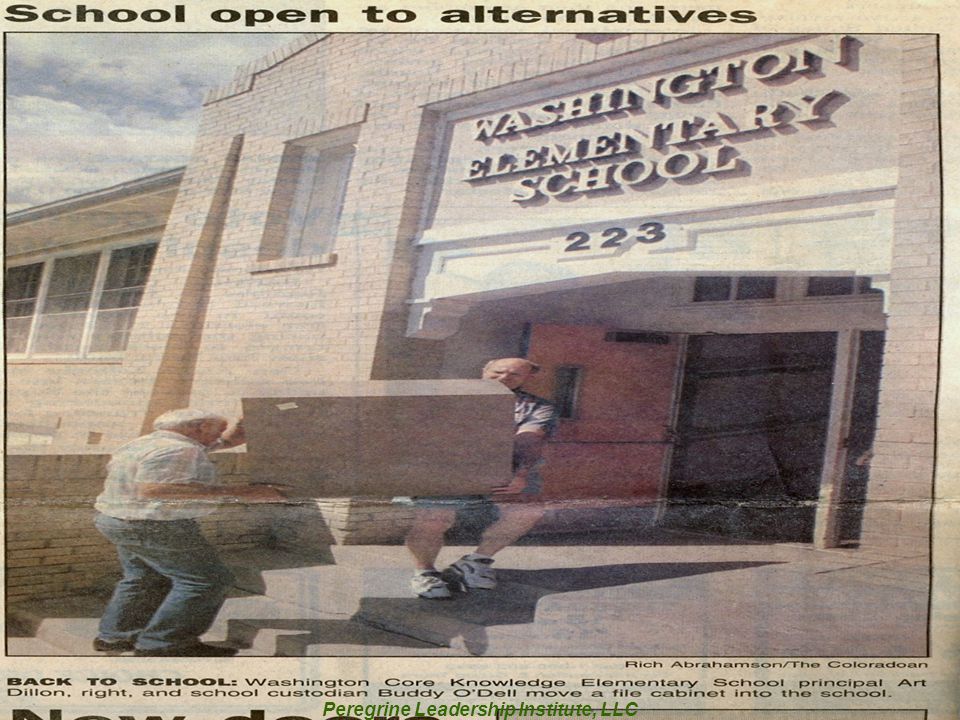 School open to alternatives
WASHINGTON
ELEMENTARY
SCHOOL
223
Rich Abrahamson/The Coloradoan
BACK TO SCHOOL: Washington Core Knowledge Elementary School principal Art
Dillon, right, and school custodian Buddy O'Dell move a file cabinet into the school.
New doors
Peregrine Leadership Institute, LLC